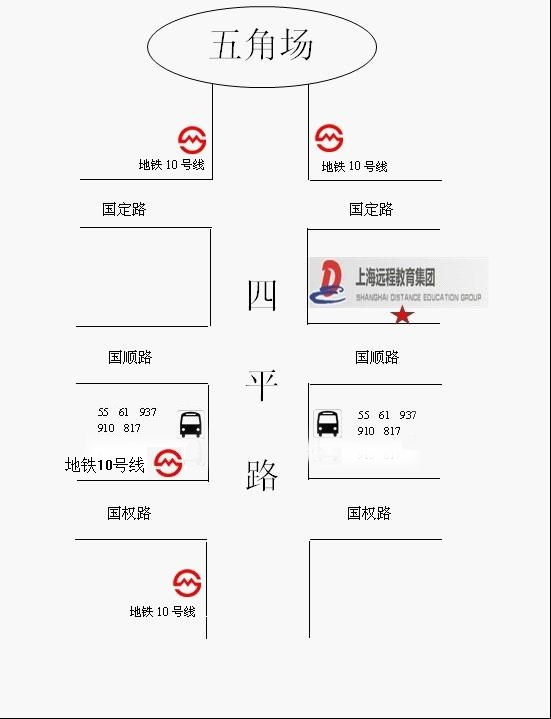 五角场
地铁 10 号线
地铁 10 号线
国定路
国定路
四平路
上海远程教育集团
SHANGHAI DISTANCE EDUCATION GROUP
国顺路
国顺路
55 61 937
910 817
55 61 937
910 817
地铁10号线
国权路
国权路
地铁 10 号线